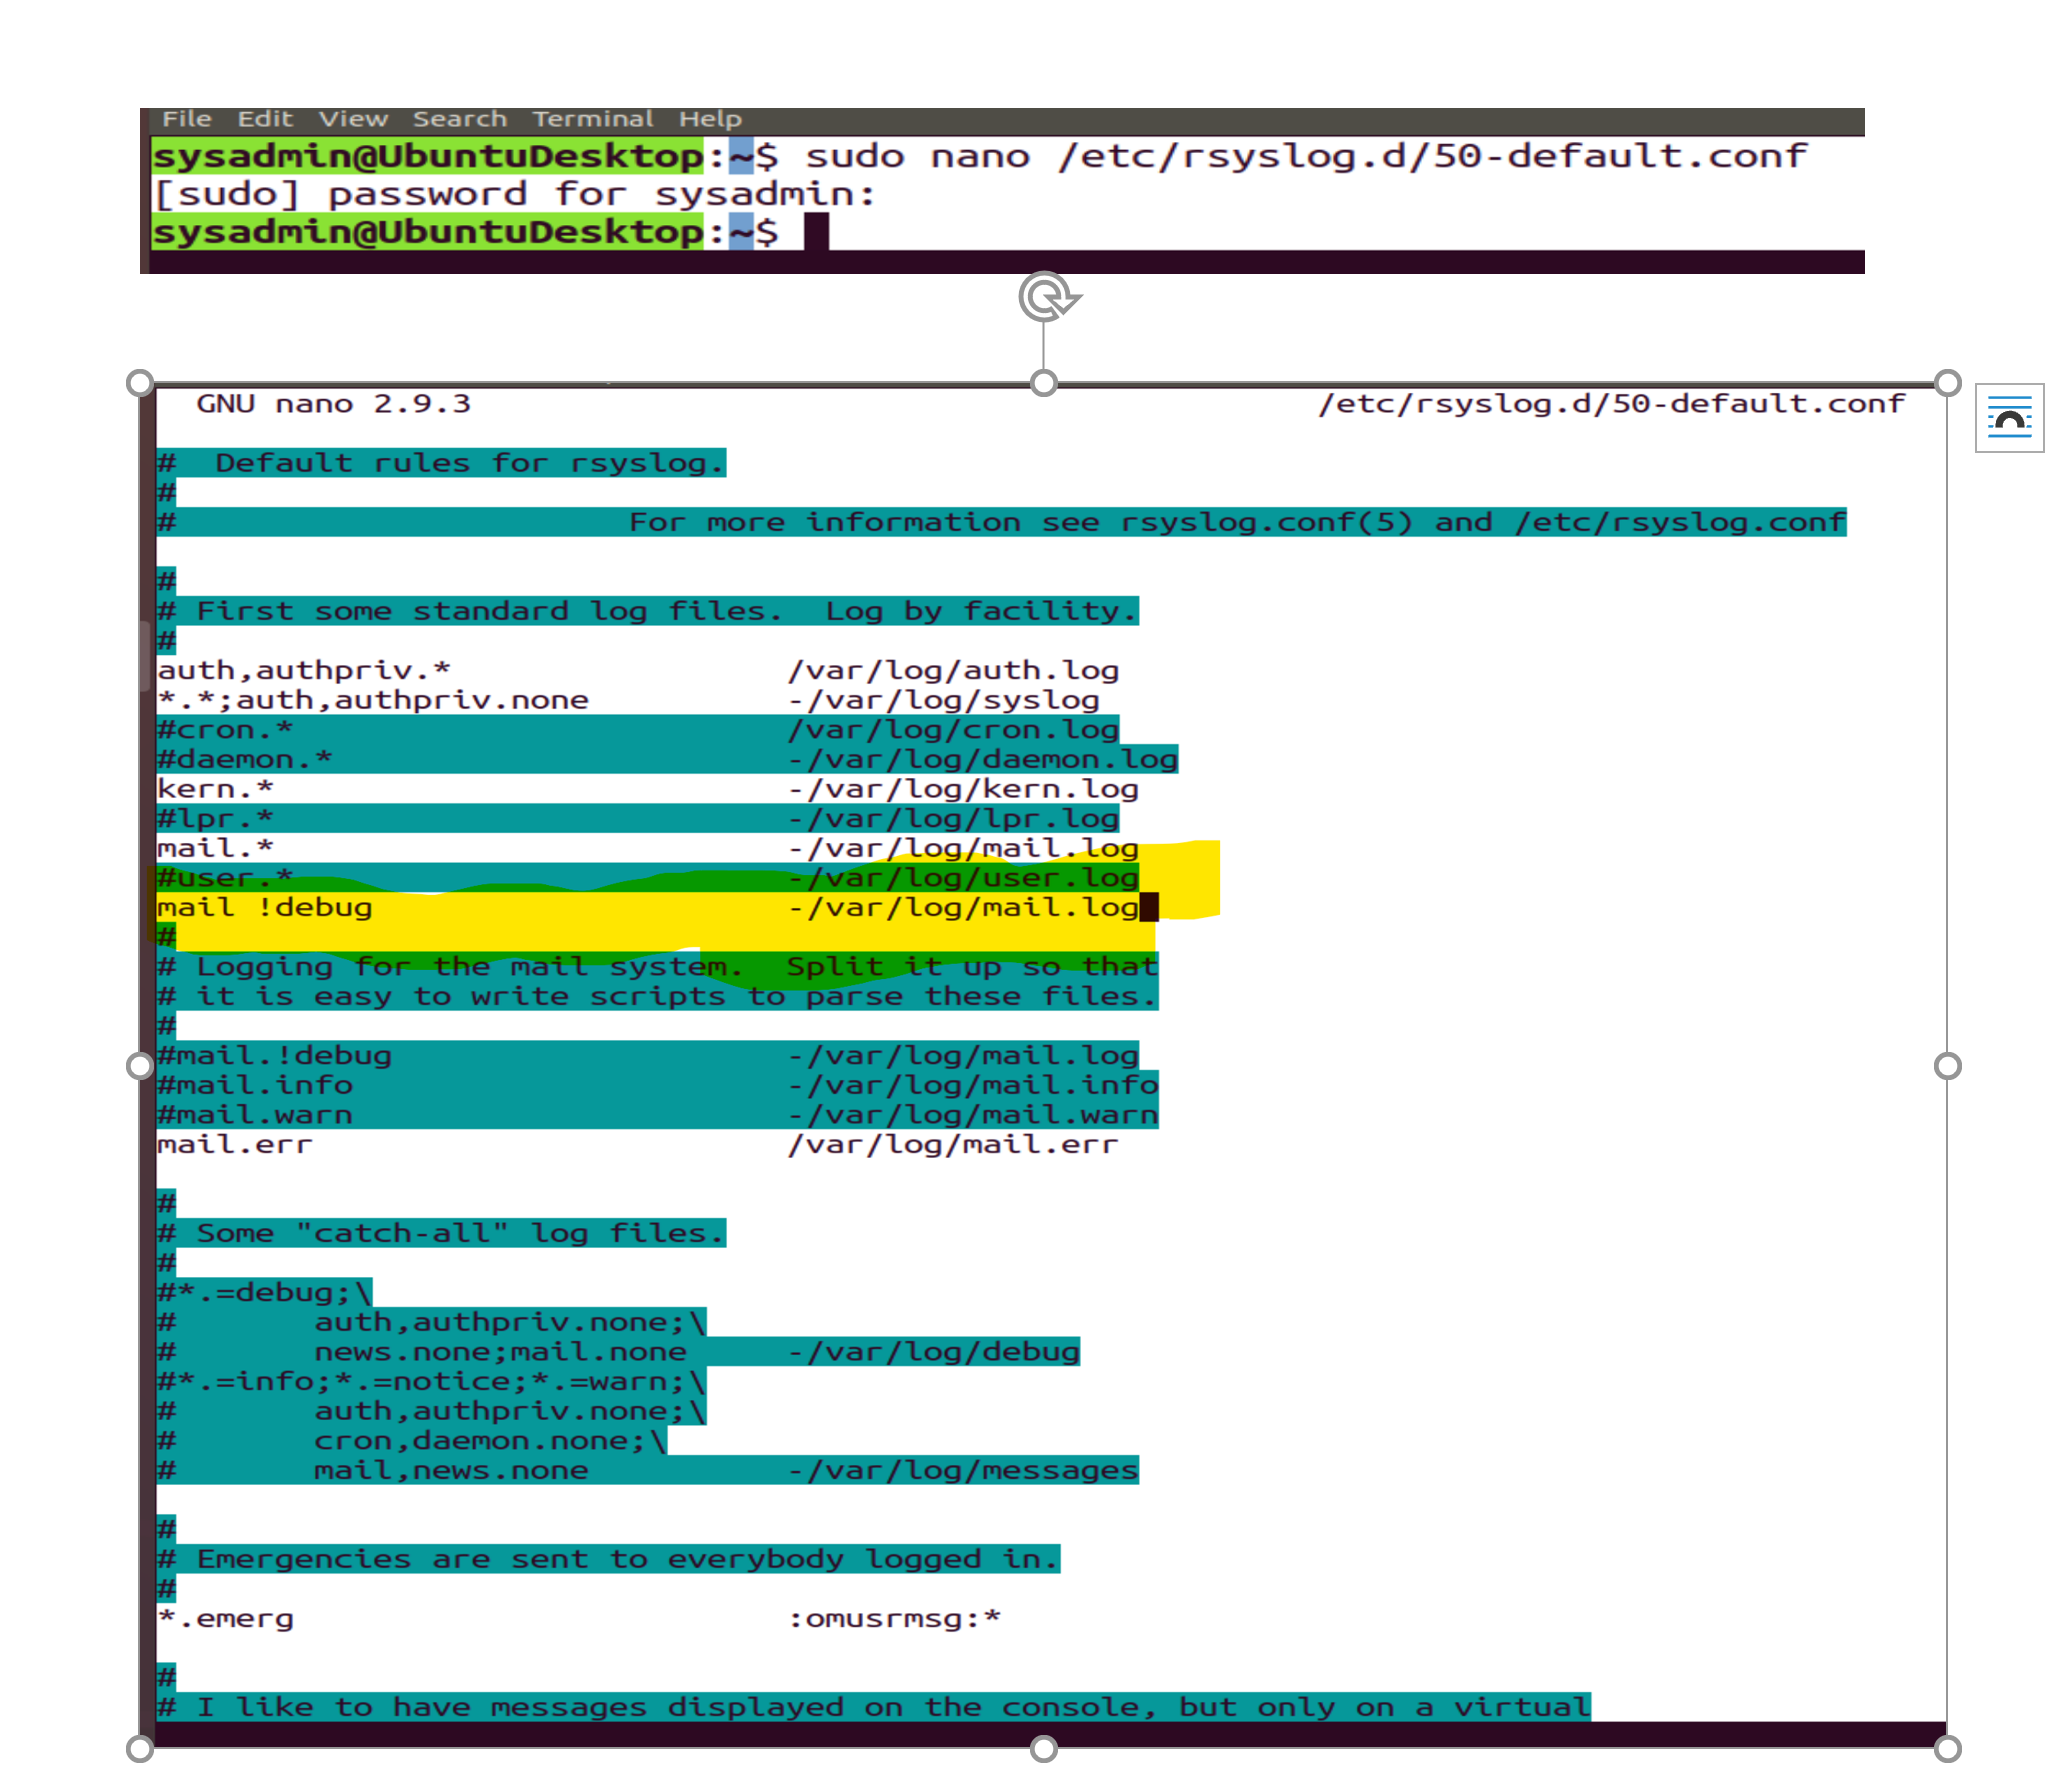 File Edit View Search Terminal Help
sysadmin@UbuntuDesktop:~$ sudo nano /etc/rsyslog.d/50-default.conf
[sudo] password for sysadmin:
sysadmin@UbuntuDesktop:~$
GNU nano 2.9.3 /etc/rsyslog.d/50-default.conf
#  Default rules for rsyslog.
#
#                       For more information see rsyslog.conf(5) and /etc/rsyslog.conf
#
# First some standard log files.  Log by facility.
#
auth,authpriv.*                 /var/log/auth.log
*.*;auth,authpriv.none          -/var/log/syslog
#cron.*                         /var/log/cron.log
#daemon.*                       -/var/log/daemon.log
kern.*                          -/var/log/kern.log
#lpr.*                          -/var/log/lpr.log
mail.*                          -/var/log/mail.log
#user.*                         -/var/log/user.log
mail !debug                     -/var/log/mail.log
#
# Logging for the mail system.  Split it up so that
# it is easy to write scripts to parse these files.
#
#mail.!debug                    -/var/log/mail.log
#mail.info                      -/var/log/mail.info
#mail.warn                      -/var/log/mail.warn
mail.err                        /var/log/mail.err
#
# Some "catch-all" log files.
#
#*.=debug;\
#       auth,authpriv.none;\
#       news.none;mail.none     -/var/log/debug
#*.=info;*.=notice;*.=warn;\
#       auth,authpriv.none;\
#       cron,daemon.none;\
#       mail,news.none          -/var/log/messages
#
# Emergencies are sent to everybody logged in.
#
*.emerg                         :omusrmsg:*
#
# I like to have messages displayed on the console, but only on a virtual